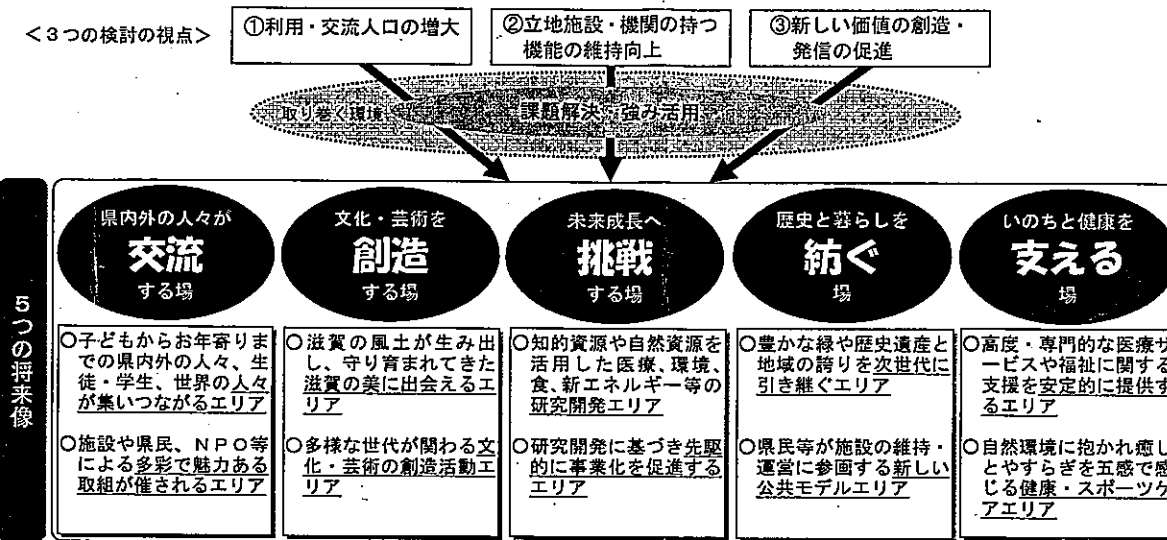 ＜３つの検討の視点＞
①利用・交流人口の増大
②立地施設・機関の持つ
機能の維持向上
③新しい価値の創造・
発信の促進
取り巻く環境
課題解決・強み活用
５つの将来像
県内外の人々が
交流
する場
文化・芸術を
創造
する場
未来成長へ
挑戦
する場
歴史と暮らしを
紡ぐ
場
いのちと健康を
支える
場
○子どもからお年寄りま
での県内外の人々、生
徒・学生、世界の人々
が集いつながるエリア
○施設や県民、ＮＰＯ等
による多彩で魅力ある
取組が催されるエリア
○滋賀の風土が生み出
し、守り育まれてきた
滋賀の美に出会えるエ
リア
○多様な世代が関わる文
化・芸術の創造活動エ
リア
○知的資源や自然資源を
活用した医療、環境、
食、新エネルギー等の
研究開発エリア
○研究開発に基づき先駆
的に事業化を促進する
エリア
○豊かな緑や歴史遺産と
地域の誇りを次世代に
引き継ぐエリア
○県民等が施設の維持・
運営に参画する新しい
公共モデルエリア
○高度・専門的な医療サ
ービスや福祉に関する
支援を安定的に提供す
るエリア
○自然環境に抱かれ癒し
とやすらぎを五感で感
じる健康・スポーツケ
アエリア